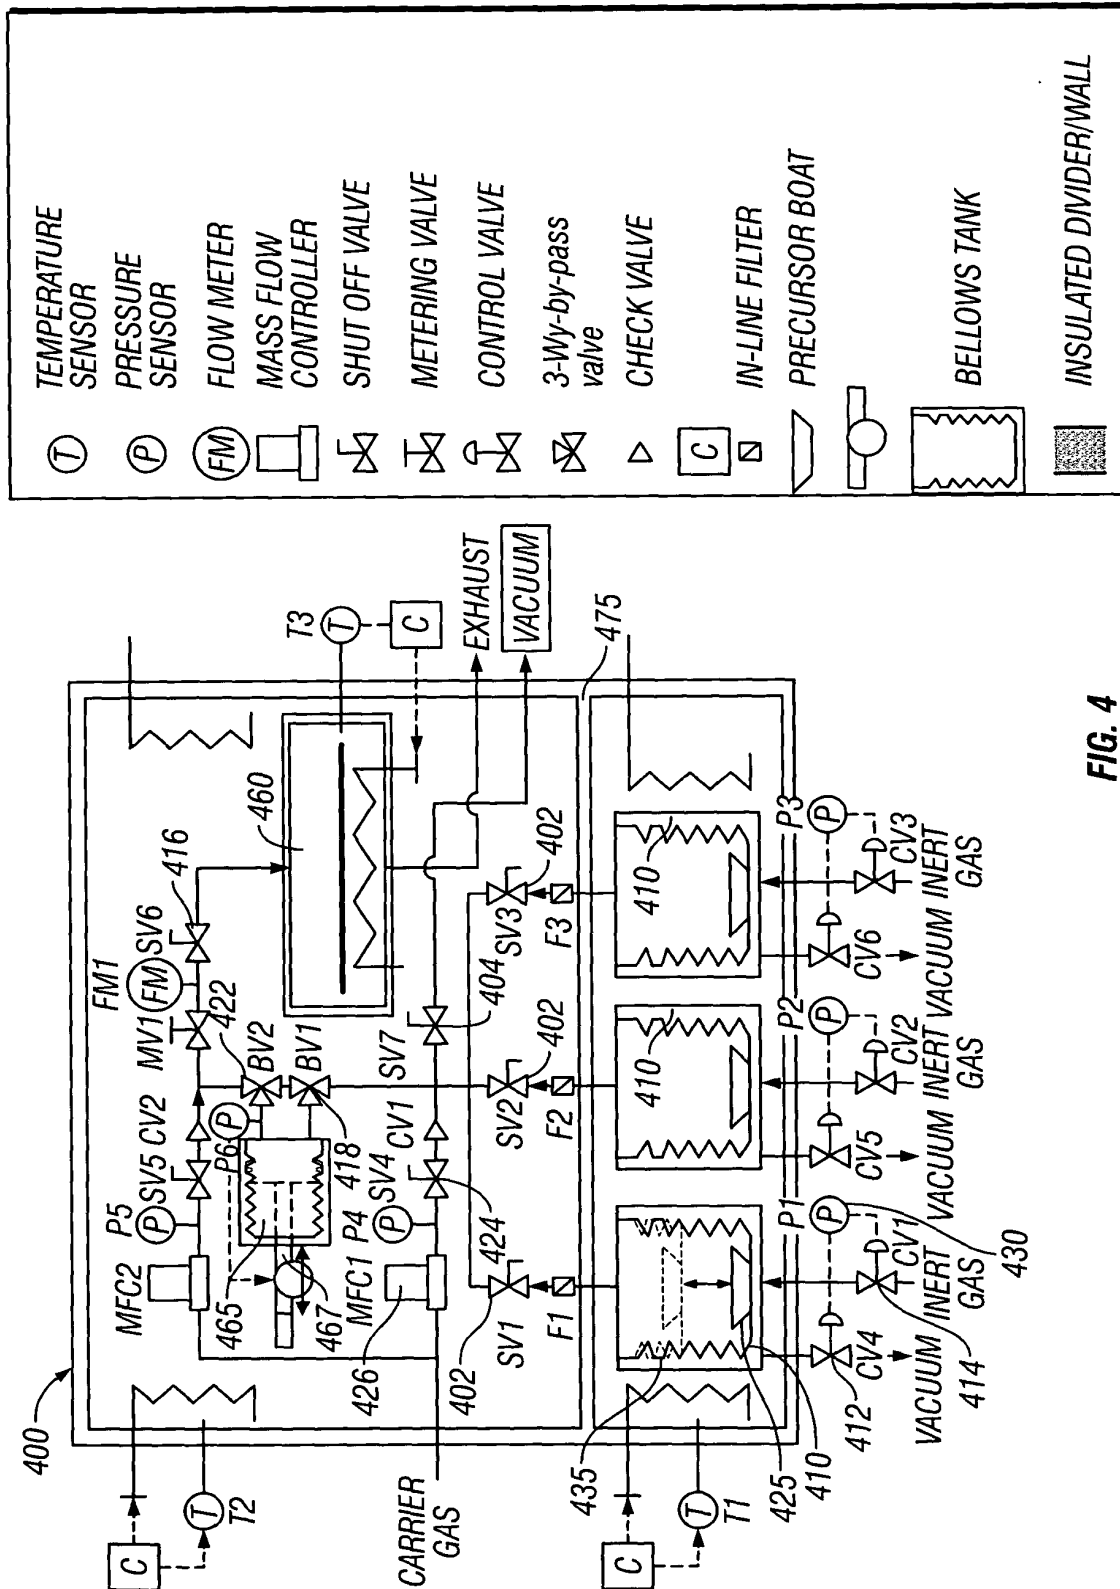 400
C
T
T2
CARRIER
GAS
C
T
T1
MFC2
P5
P
SV5
CV2
MV1
FM1
FM
SV6
416
422
BV2
BV1
P6
P
465
467
418
MFC1
426
P4
P
SV4
CV1
424
SV7
404
460
T3
T
C
EXHAUST
VACUUM
475
402
SV1
F1
SV2
402
F2
SV3
402
F3
435
425
410
410
410
P1
P
430
P2
P
P3
P
412
CV4
CV1
414
CV5
CV2
CV6
CV3
VACUUM
INERT
GAS
VACUUM
INERT
GAS
VACUUM
INERT
GAS
FIG. 4
T
TEMPERATURE
SENSOR
P
PRESSURE
SENSOR
FM
FLOW METER
MASS FLOW
CONTROLLER
SHUT OFF VALVE
METERING VALVE
CONTROL VALVE
3-Wy-by-pass
valve
CHECK VALVE
C
IN-LINE FILTER
PRECURSOR BOAT
BELLOWS TANK
INSULATED DIVIDER/WALL